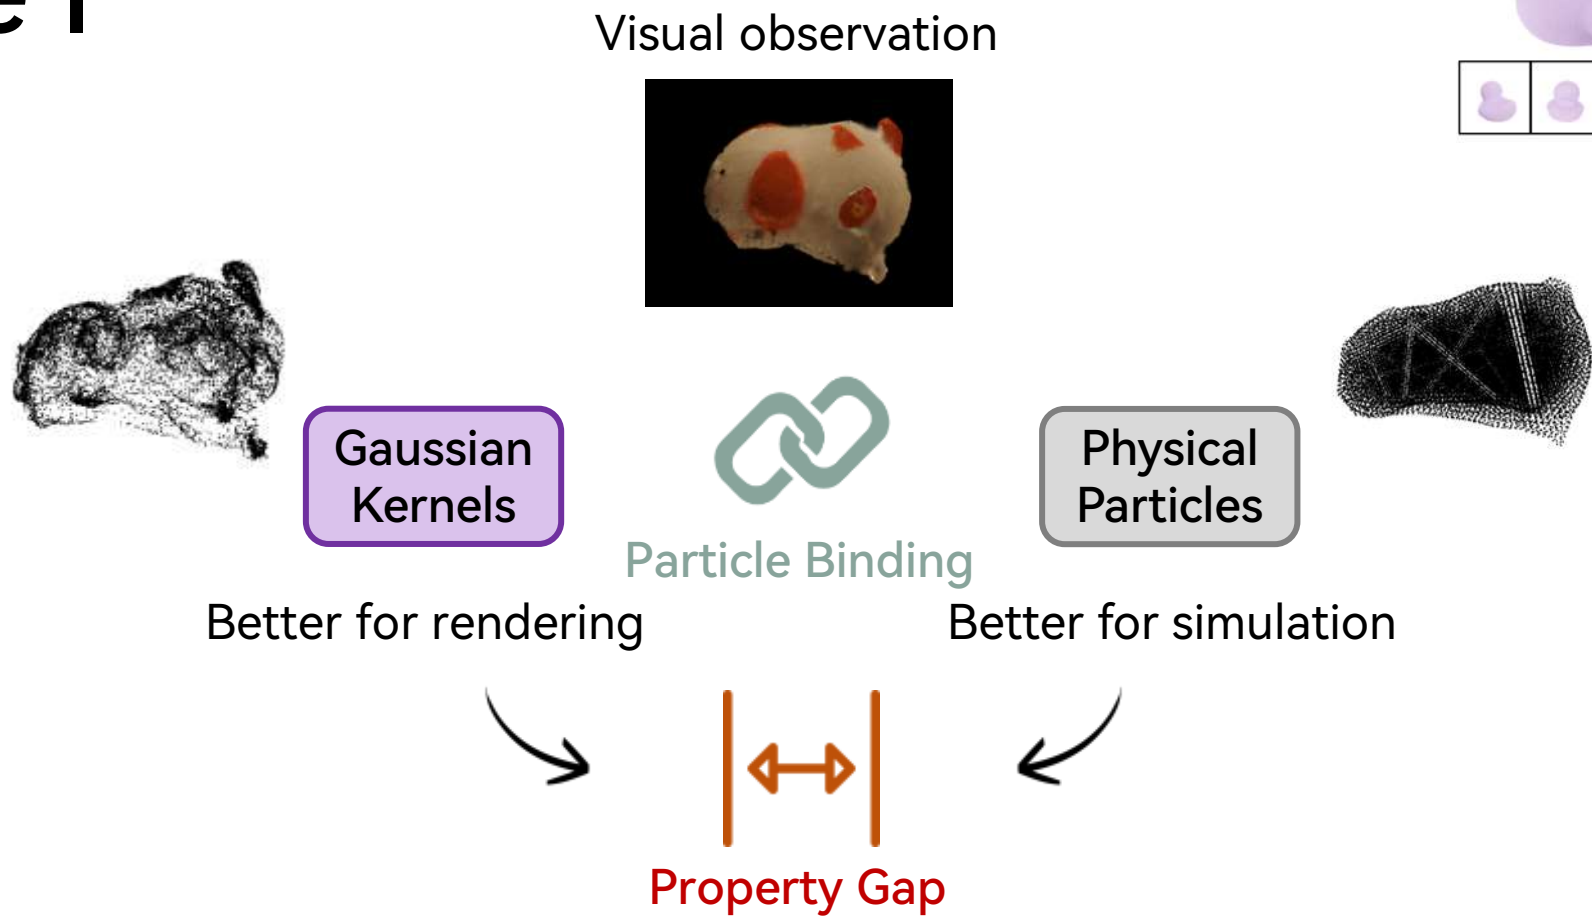 Visual observation
Gaussian
Kernels
Physical
Particles
Particle Binding
Better for rendering
Better for simulation
Property Gap